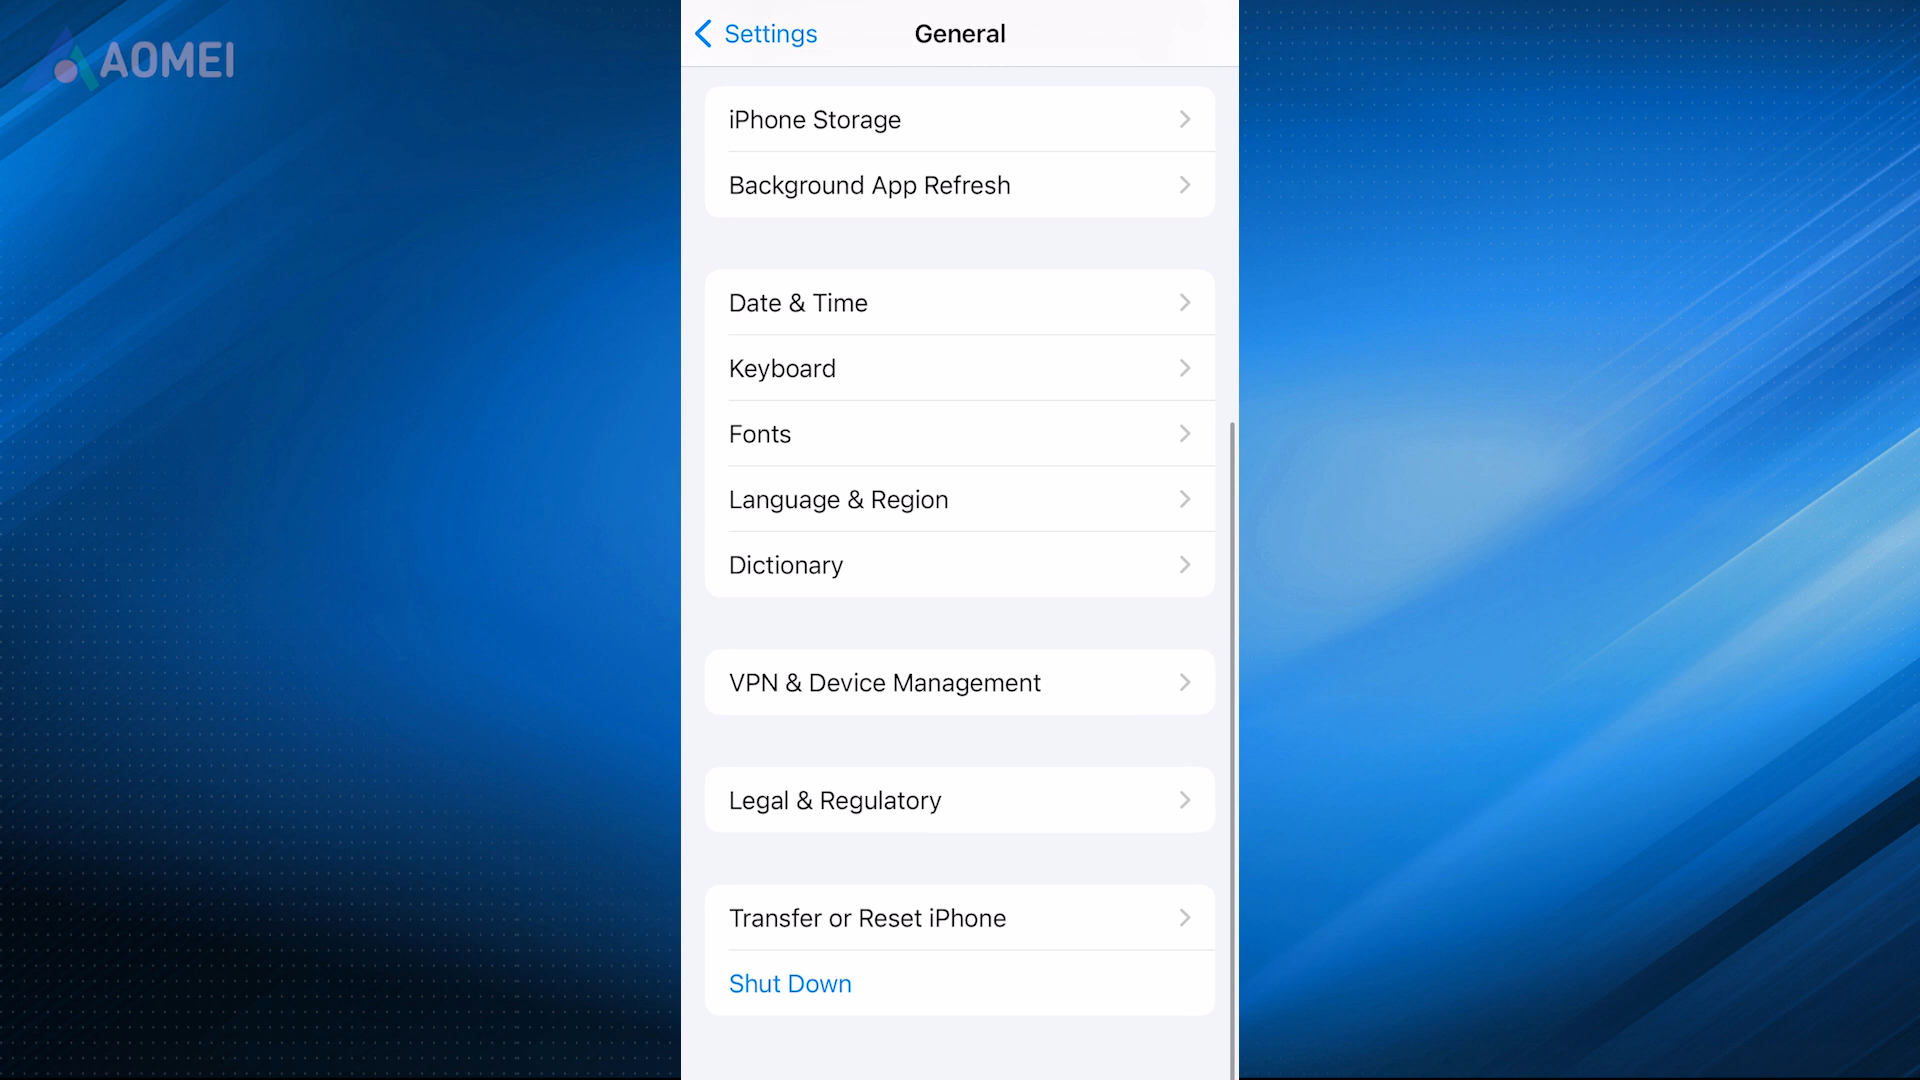 AOMEI
Settings
General
iPhone Storage
Background App Refresh
Date & Time
Keyboard
Fonts
Language & Region
Dictionary
VPN & Device Management
Legal & Regulatory
Transfer or Reset iPhone
Shut Down